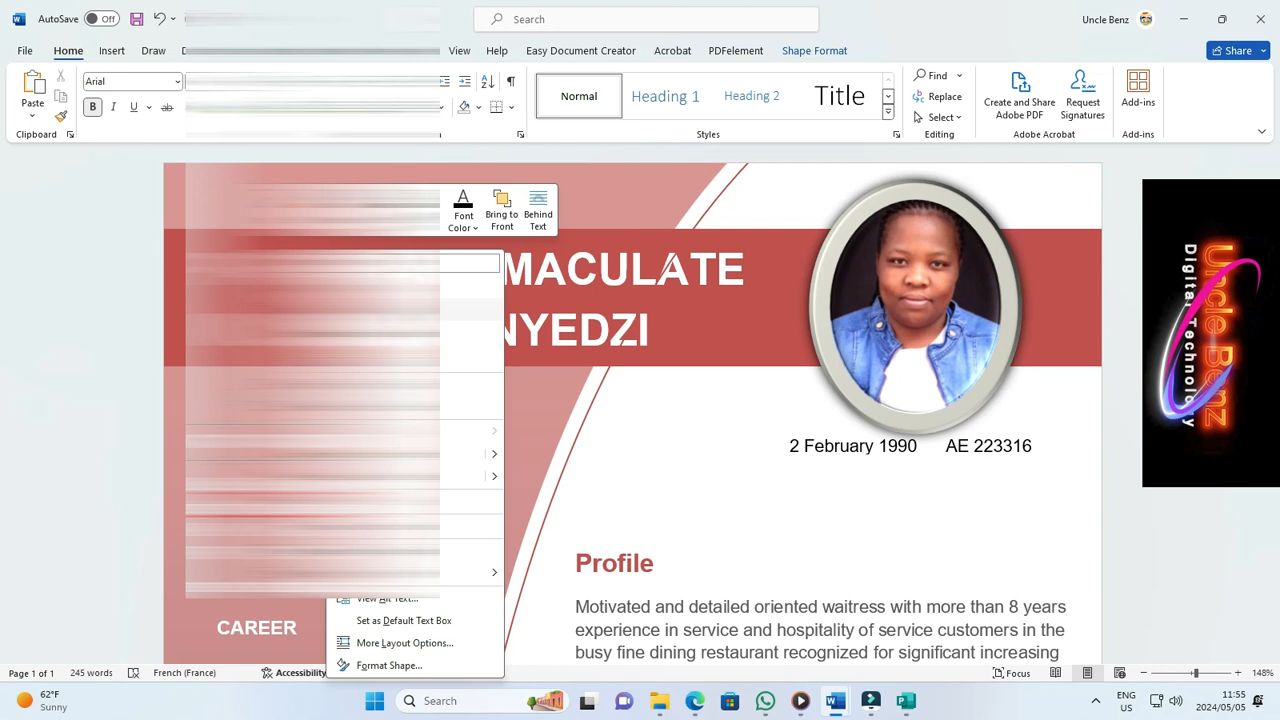 AutoSave Off
Search
Uncle Benz
File Home Insert Draw
View Help Easy Document Creator Acrobat PDFelement Shape Format
Share
Paste
Arial
B I U ab
Normal Heading 1 Heading 2 Title
Find
Replace
Select
Create and Share Adobe PDF
Request Signatures
Add-ins
Clipboard
Styles
Editing
Adobe Acrobat
Add-ins
Font Color
Bring to Front
Behind Text
MACULATE
NYEDZI
2 February 1990 AE 223316
Uncle Benz
Digital Technology
Profile
Motivated and detailed oriented waitress with more than 8 years
experience in service and hospitality of service customers in the
busy fine dining restaurant recognized for significant increasing
CAREER
View Alt Text...
Set as Default Text Box
More Layout Options...
Format Shape...
Page 1 of 1 245 words French (France) Accessibility
Focus
148%
62°F
Sunny
Search
ENG
US
11:55
2024/05/05